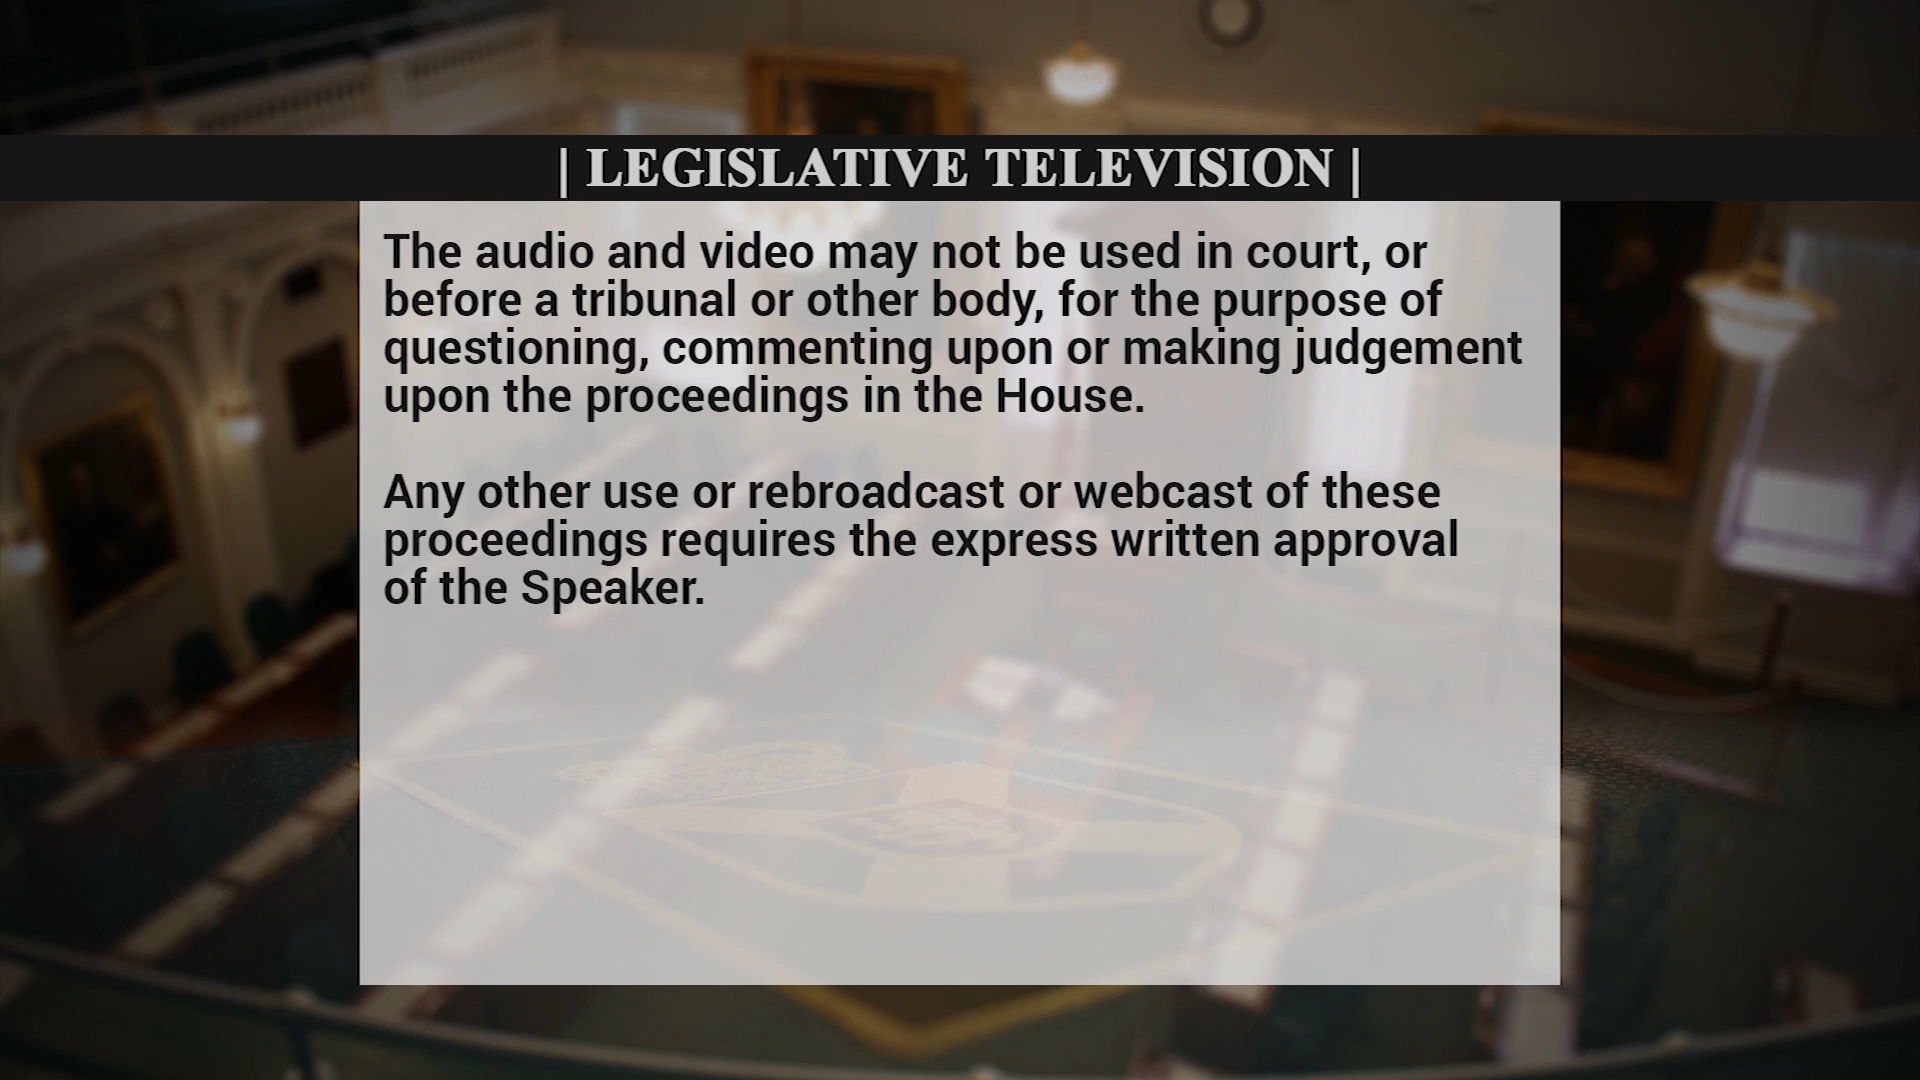 | LEGISLATIVE TELEVISION |
The audio and video may not be used in court, or
before a tribunal or other body, for the purpose of
questioning, commenting upon or making judgement
upon the proceedings in the House.
Any other use or rebroadcast or webcast of these
proceedings requires the express written approval
of the Speaker.